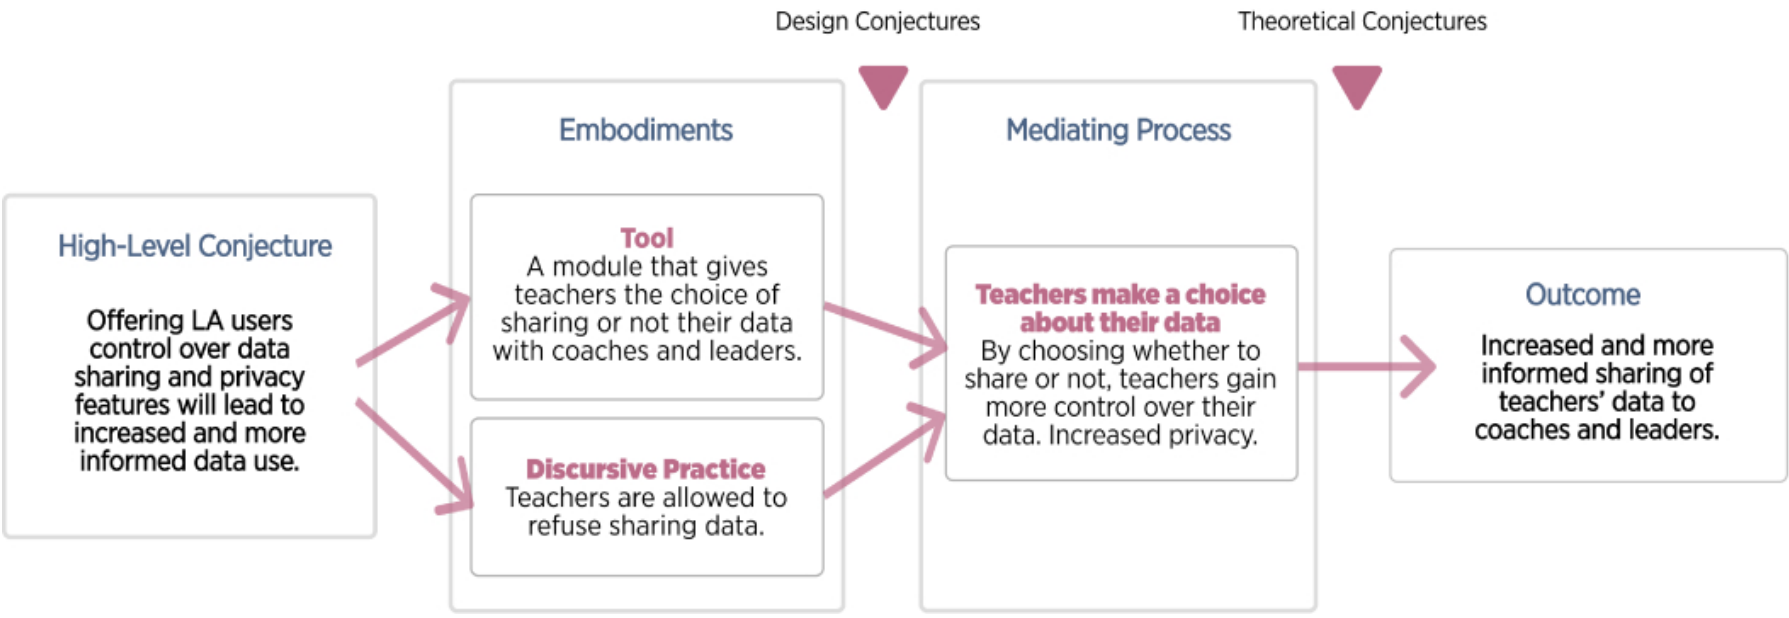 Design Conjectures
Theoretical Conjectures
High-Level Conjecture
Offering LA users
control over data
sharing and privacy
features will lead to
increased and more
informed data use.
Embodiments
Tool
A module that gives
teachers the choice of
sharing or not their data
with coaches and leaders.
Discursive Practice
Teachers are allowed to
refuse sharing data.
Mediating Process
Teachers make a choice
about their data
By choosing whether to
share or not, teachers gain
more control over their
data. Increased privacy.
Outcome
Increased and more
informed sharing of
teachers’ data to
coaches and leaders.